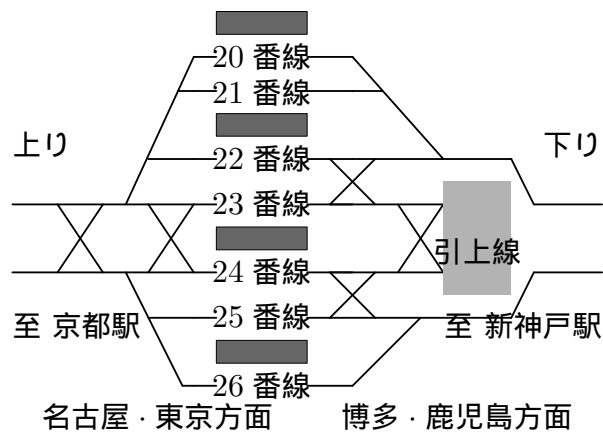 20 番線
21 番線
上り
下り
22 番線
23 番線
引上線
24 番線
至 京都駅
25 番線
至 新神戸駅
26 番線
名古屋・東京方面
博多・鹿児島方面